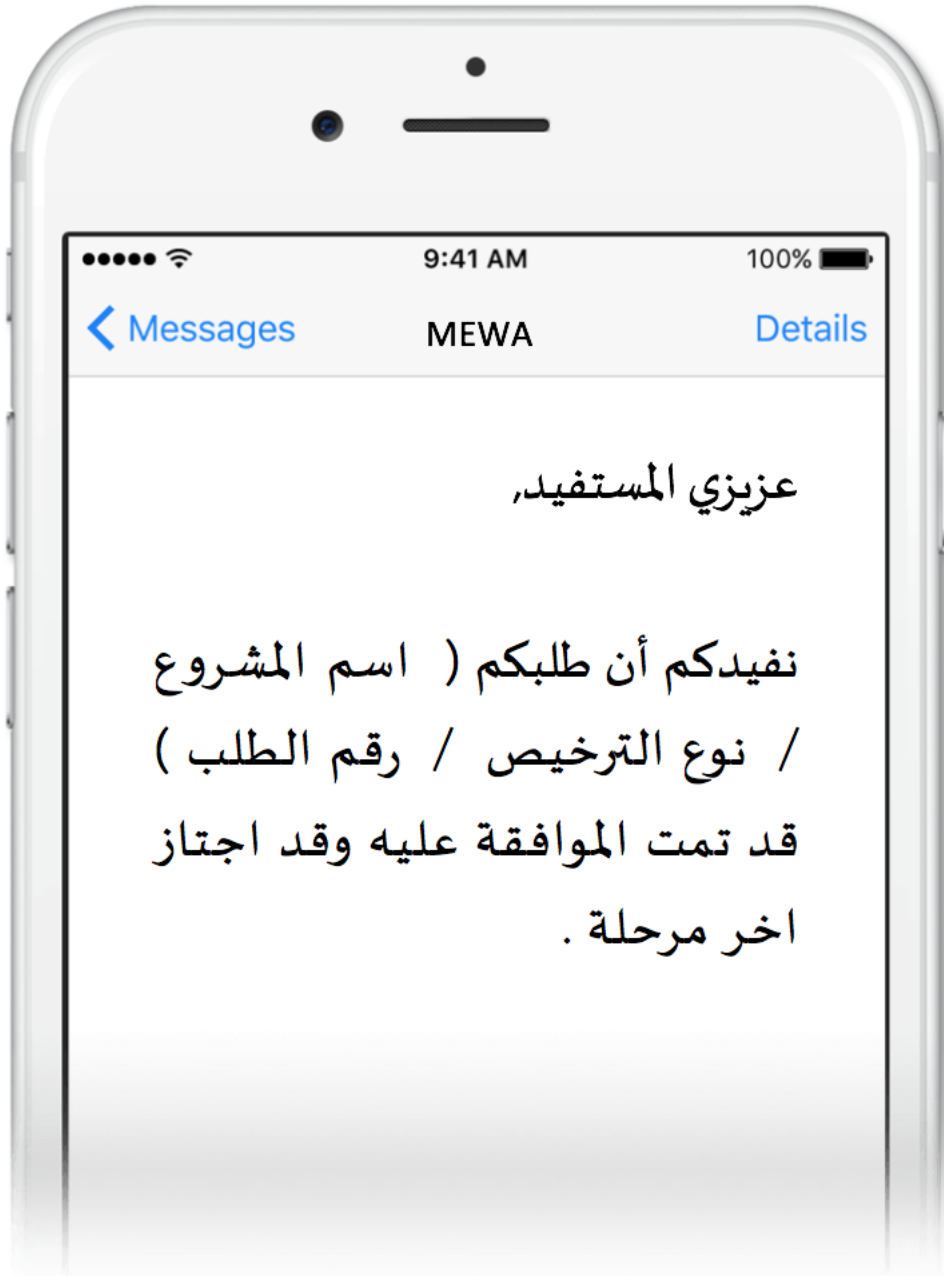 9:41 AM
100%
Messages
MEWA
Details
عزيزي المستفيد,
نفيدكم أن طلبكم ( اسم المشروع
/ نوع الترخيص / رقم الطلب )
قد تمت الموافقة عليه وقد اجتاز
اخر مرحلة .